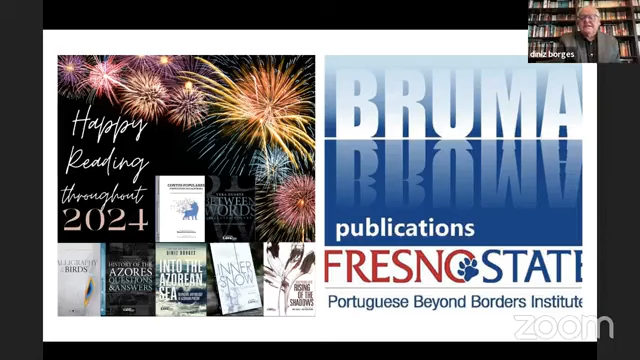 diniz borges
Happy
Reading
throughout
2024
CONTOS POPULARES
BETWEEN
WORDS
CALLIGRAPHY
BIRDS
HISTORY OF THE
AZORES
QUESTIONS
& ANSWERS
DINIZ BORGES
INTO THE
AZOREAN
SEA
INNER
SNOW
RISING OF
THE
SHADOWS
BRUMA
publications
FRESNO STATE
Portuguese Beyond Borders Institute
zoom